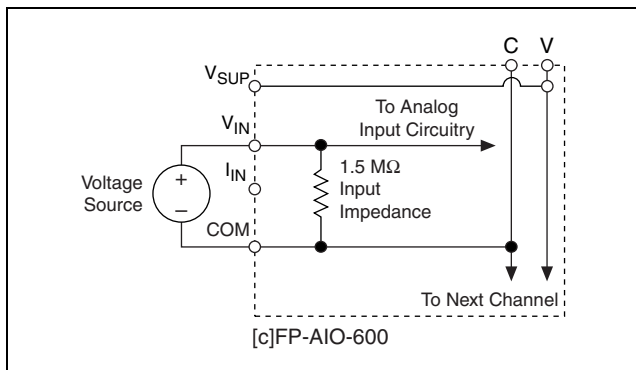 C V
V_SUP
To Analog
Input Circuitry
V_IN
1.5 MΩ
Input
Impedance
I_IN
Voltage
Source
+
–
COM
To Next Channel
[c]FP-AIO-600